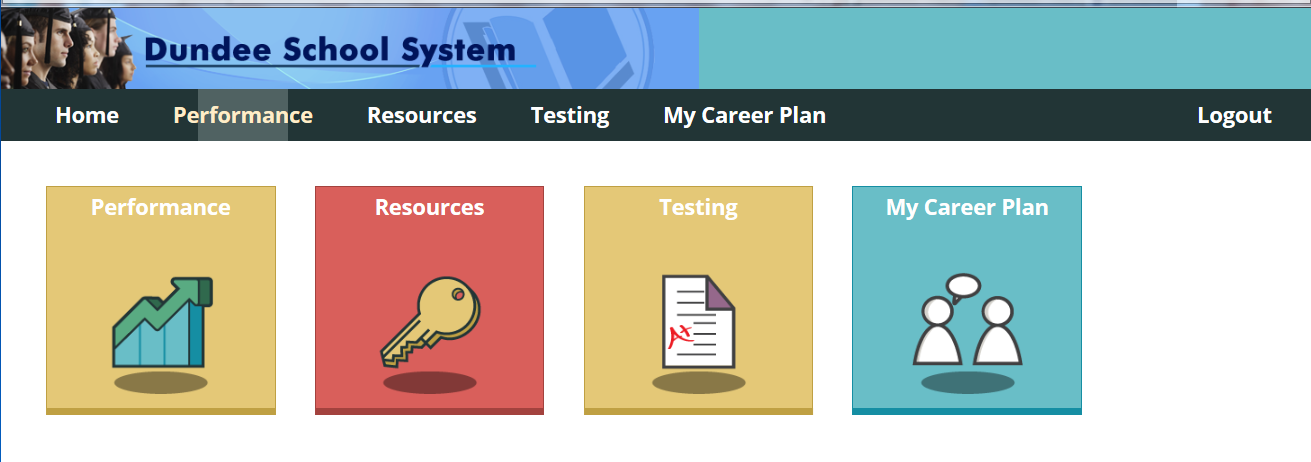 Dundee School System
Home Performance Resources Testing My Career Plan Logout
Performance Resources Testing My Career Plan
A+